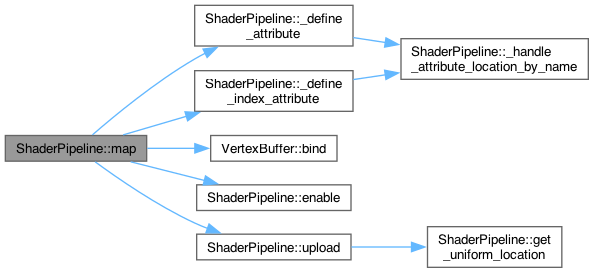 ShaderPipeline::map
ShaderPipeline::_define
_attribute
ShaderPipeline::_define
_index_attribute
VertexBuffer::bind
ShaderPipeline::enable
ShaderPipeline::upload
ShaderPipeline::_handle
_attribute_location_by_name
ShaderPipeline::get
_uniform_location